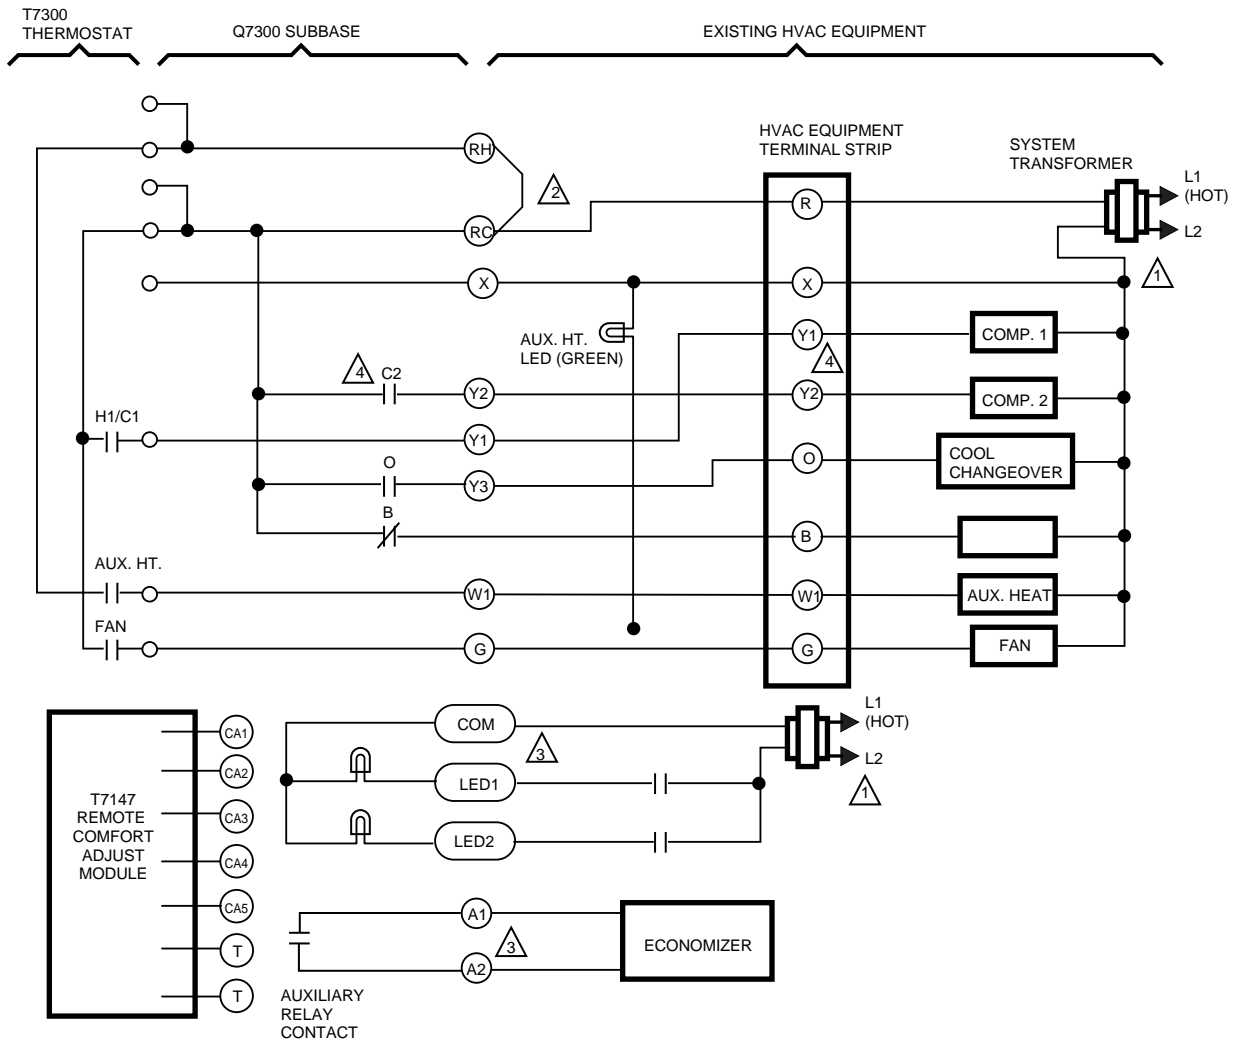 T7300
THERMOSTAT
Q7300 SUBBASE
EXISTING HVAC EQUIPMENT
HVAC EQUIPMENT
TERMINAL STRIP
SYSTEM
TRANSFORMER
L1
(HOT)
L2
1
RH
2
R
RC
X
X
AUX. HT.
LED (GREEN)
Y1
4
COMP. 1
4
C2
Y2
Y2
COMP. 2
H1/C1
Y1
O
Y3
O
COOL
CHANGEOVER
B
B
AUX. HT.
W1
W1
AUX. HEAT
FAN
G
G
FAN
T7147
REMOTE
COMFORT
ADJUST
MODULE
CA1
CA2
CA3
CA4
CA5
T
T
COM
3
LED1
LED2
L1
(HOT)
L2
1
A1
3
A2
ECONOMIZER
AUXILIARY
RELAY
CONTACT